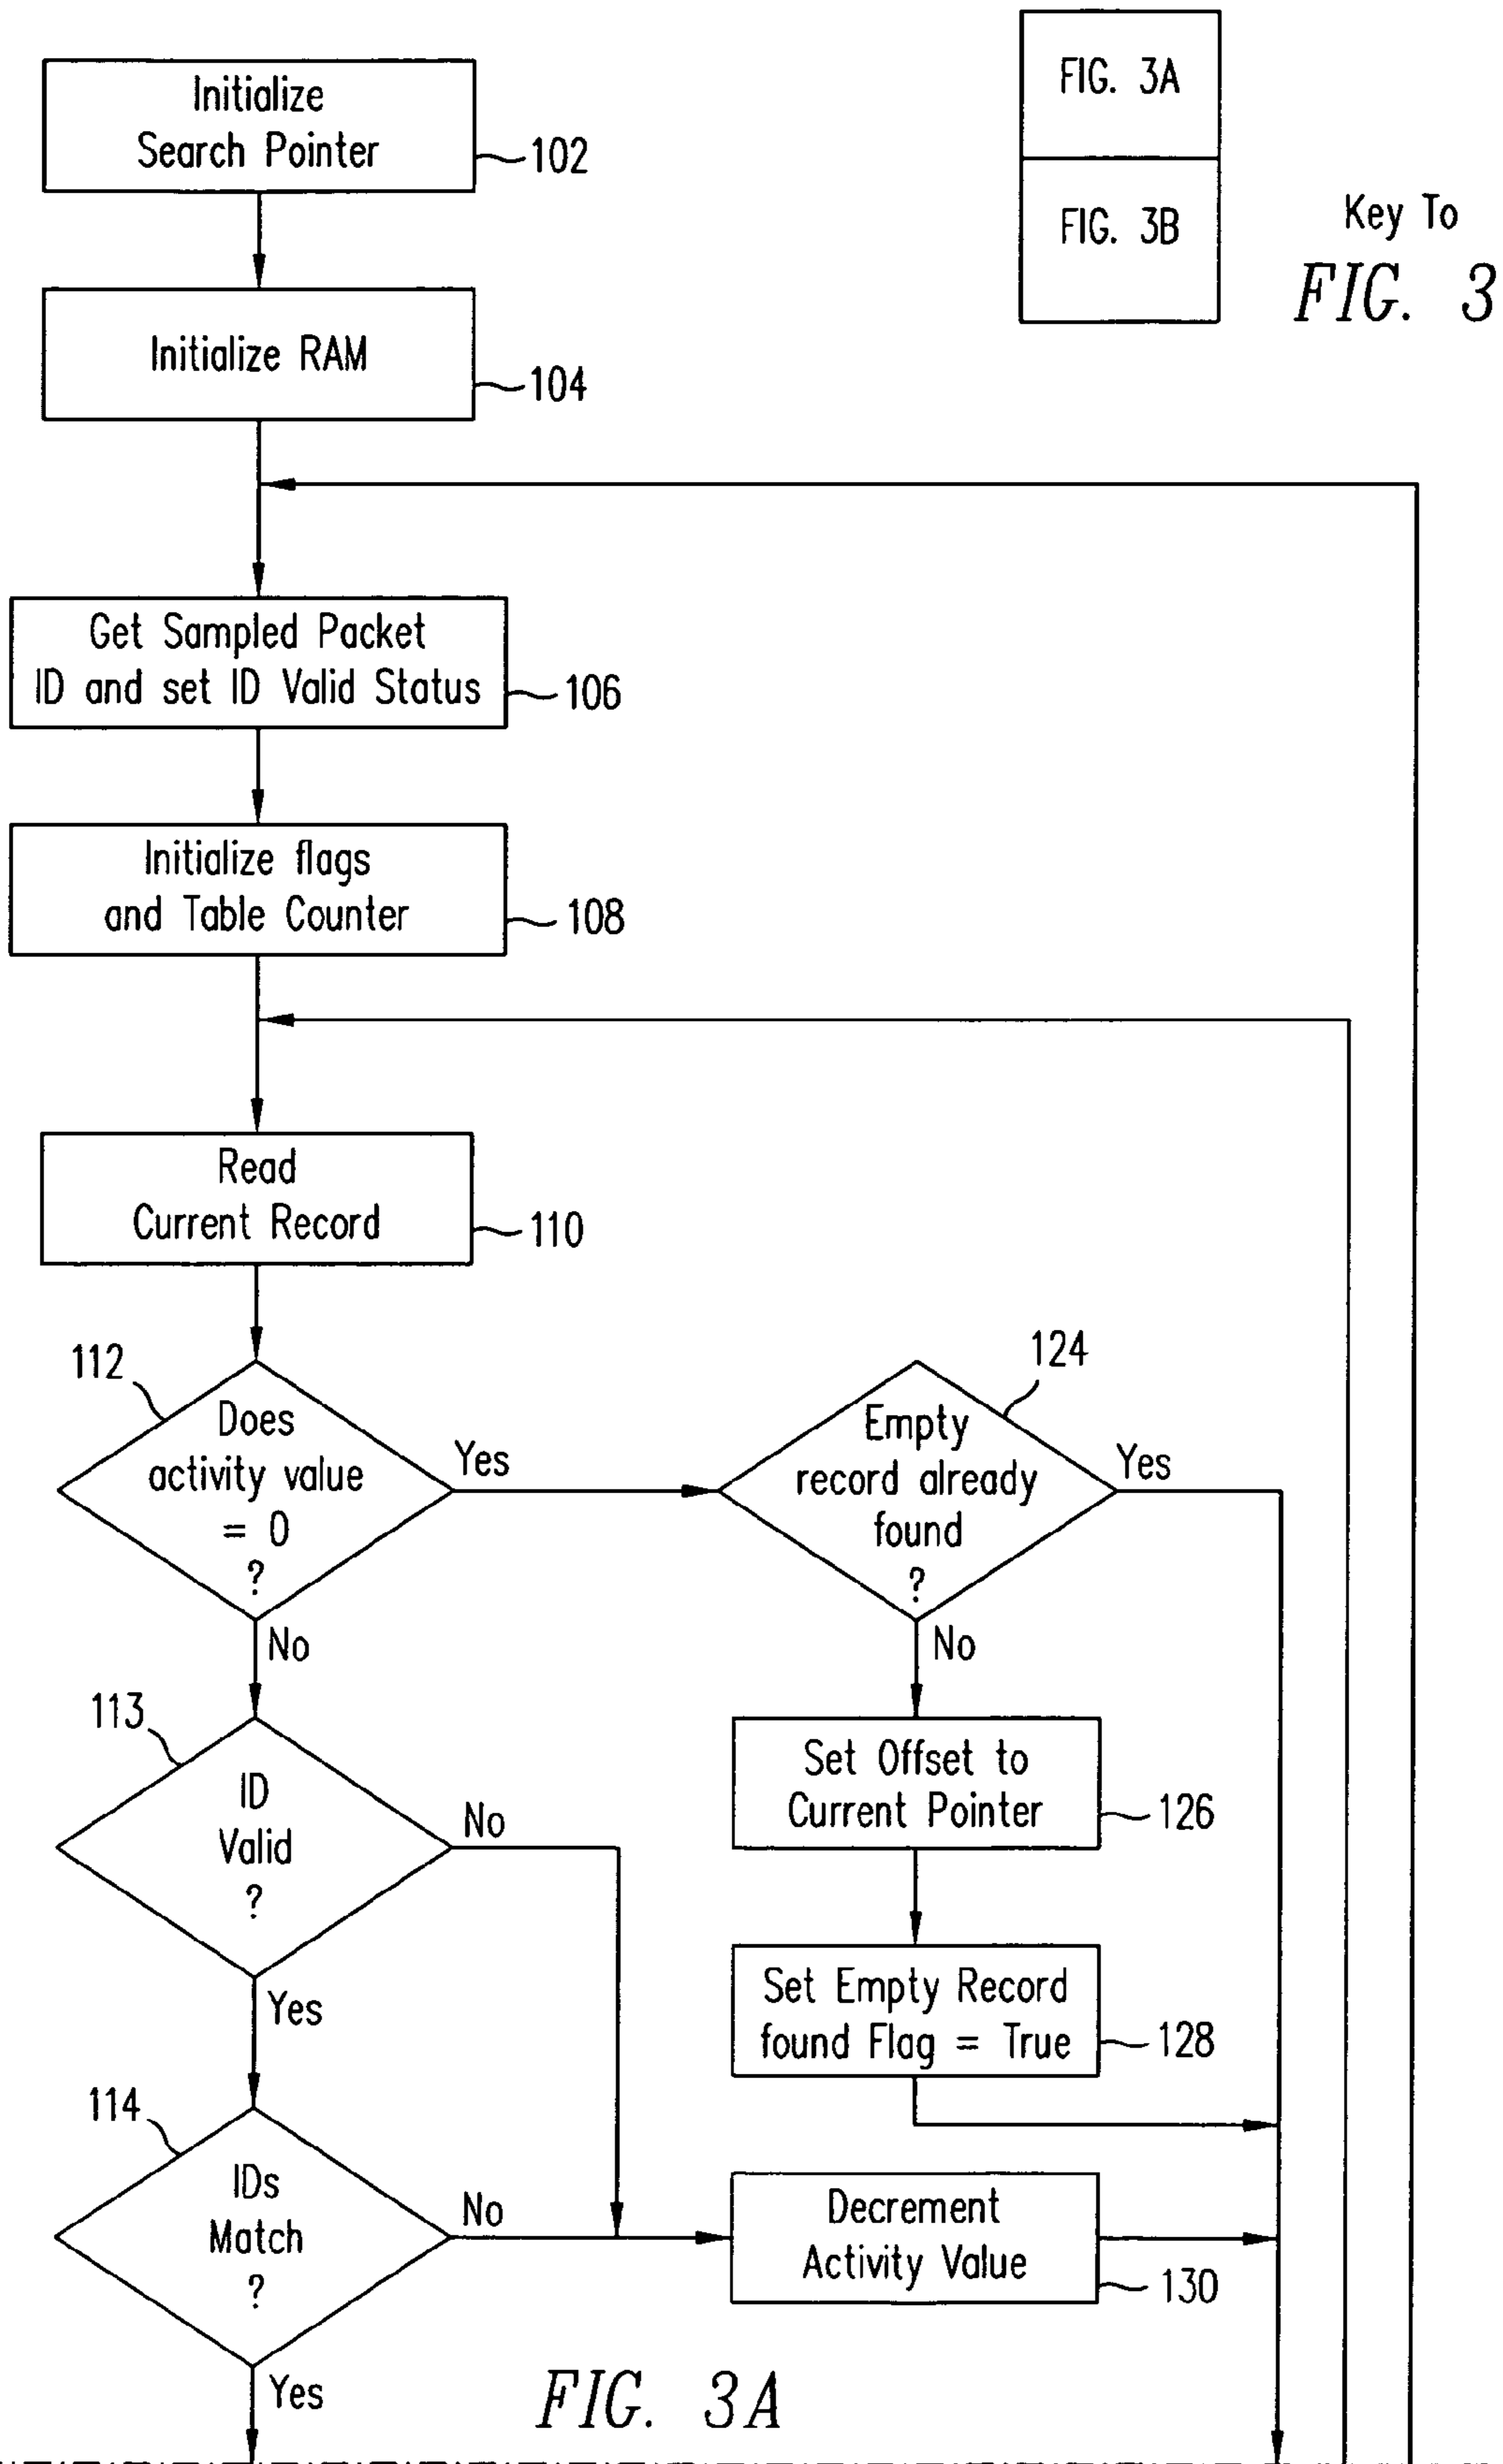 Initialize
Search Pointer
102
FIG. 3A
FIG. 3B
Key To
FIG. 3
Initialize RAM
104
Get Sampled Packet
ID and set ID Valid Status
106
Initialize flags
and Table Counter
108
Read
Current Record
110
112
Does
activity value
= 0
?
Yes
No
124
Empty
record already
found
?
Yes
No
113
ID
Valid
?
No
Yes
Set Offset to
Current Pointer
126
Set Empty Record
found Flag = True
128
114
IDs
Match
?
No
Yes
Decrement
Activity Value
130
FIG. 3A